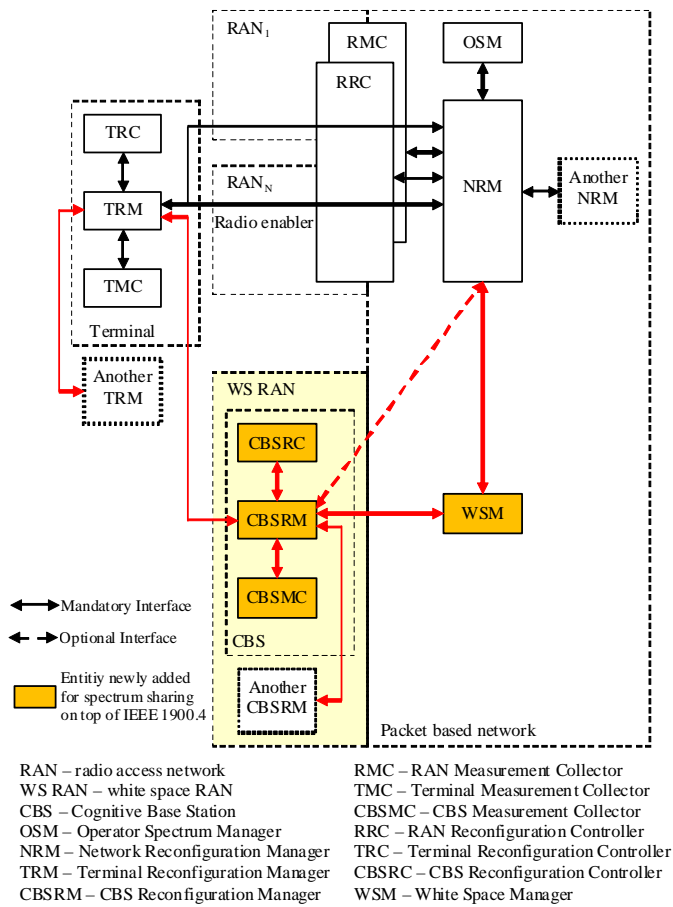 RAN1
RMC
OSM
RRC
TRC
RANN
NRM
Another
NRM
TRM
Radio enabler
TMC
Terminal
Another
TRM
WS RAN
CBSRC
CBSRM
WSM
CBSMC
Mandatory Interface
Optional Interface
CBS
Entitiy newly added
for spectrum sharing
on top of IEEE 1900.4
Another
CBSRM
Packet based network
RAN – radio access network
WS RAN – white space RAN
CBS – Cognitive Base Station
OSM – Operator Spectrum Manager
NRM – Network Reconfiguration Manager
TRM – Terminal Reconfiguration Manager
CBSRM – CBS Reconfiguration Manager
RMC – RAN Measurement Collector
TMC – Terminal Measurement Collector
CBSMC – CBS Measurement Collector
RRC – RAN Reconfiguration Controller
TRC – Terminal Reconfiguration Controller
CBSRC – CBS Reconfiguration Controller
WSM – White Space Manager